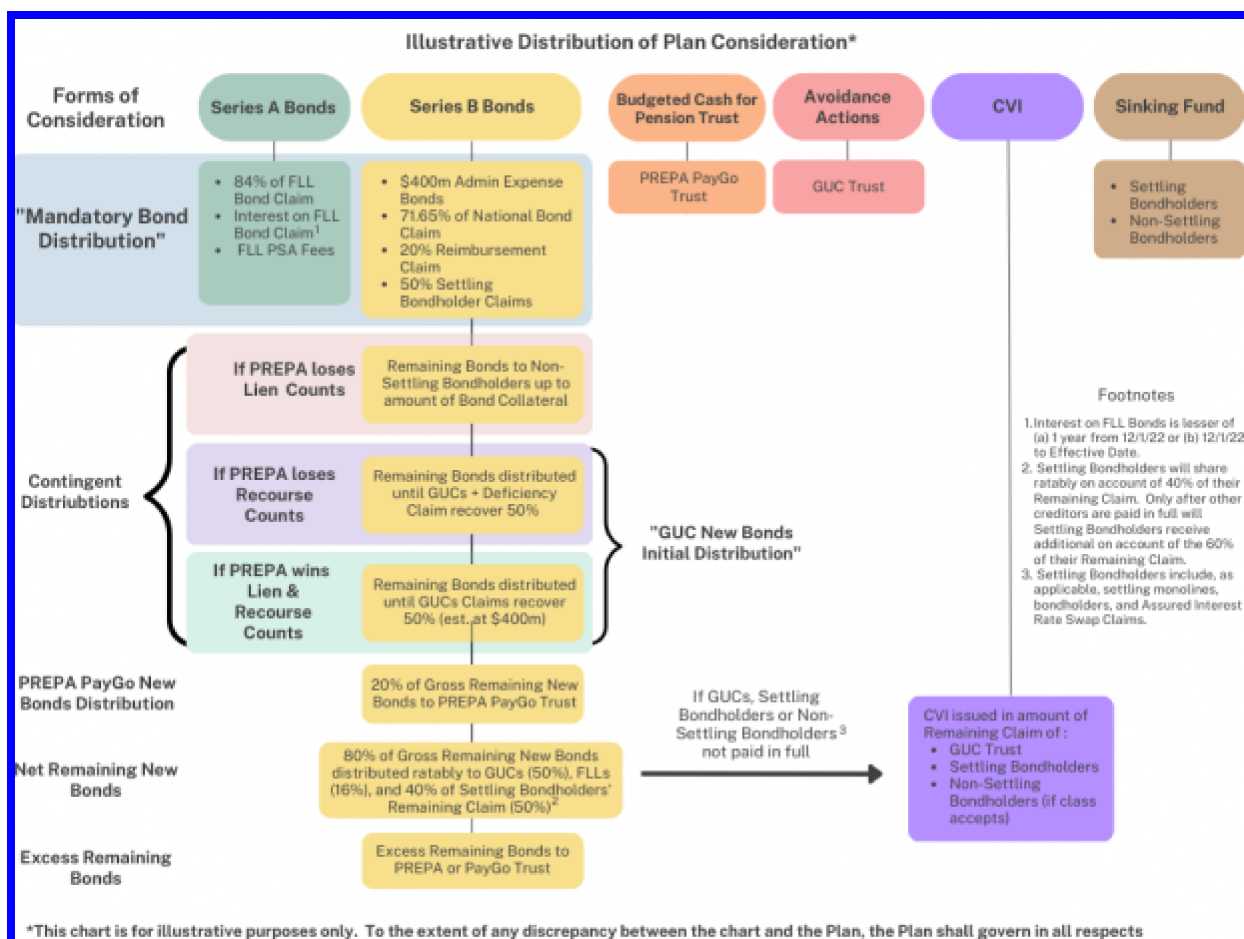 Illustrative Distribution of Plan Consideration*
Forms of
Consideration
Series A Bonds
Series B Bonds
Budgeted Cash for
Pension Trust
Avoidance
Actions
CVI
Sinking Fund
"Mandatory Bond
Distribution"
• 84% of FLL
Bond Claim
• Interest on FLL
Bond Claim¹
• FLL PSA Fees
• $400m Admin Expense
Bonds
• 71.65% of National Bond
Claim
• 20% Reimbursement
Claim
• 50% Settling
Bondholder Claims
PREPA PayGo
Trust
GUC Trust
• Settling
Bondholders
• Non-Settling
Bondholders
Contingent
Distriubtions
If PREPA loses
Lien Counts
Remaining Bonds to Non-
Settling Bondholders up to
amount of Bond Collateral
If PREPA loses
Recourse
Counts
Remaining Bonds distributed
until GUCs + Deficiency
Claim recover 50%
If PREPA wins
Lien &
Recourse
Counts
Remaining Bonds distributed
until GUCs Claims recover
50% (est. at $400m)
"GUC New Bonds
Initial Distribution"
PREPA PayGo New
Bonds Distribution
20% of Gross Remaining New
Bonds to PREPA PayGo Trust
Net Remaining New
Bonds
80% of Gross Remaining New Bonds
distributed ratably to GUCs (50%), FLLs
(16%), and 40% of Settling Bondholders'
Remaining Claim (50%)²
If GUCs, Settling
Bondholders or Non-
Settling Bondholders³
not paid in full
CVI issued in amount of
Remaining Claim of :
• GUC Trust
• Settling Bondholders
• Non-Settling
Bondholders (if class
accepts)
Excess Remaining
Bonds
Excess Remaining Bonds to
PREPA or PayGo Trust
Footnotes
1. Interest on FLL Bonds is lesser of
(a) 1 year from 12/1/22 or (b) 12/1/22
to Effective Date.
2. Settling Bondholders will share
ratably on account of 40% of their
Remaining Claim. Only after other
creditors are paid in full will
Settling Bondholders receive
additional on account of the 60%
of their Remaining Claim.
3. Settling Bondholders include, as
applicable, settling monolines,
bondholders, and Assured Interest
Rate Swap Claims.
*This chart is for illustrative purposes only. To the extent of any discrepancy between the chart and the Plan, the Plan shall govern in all respects